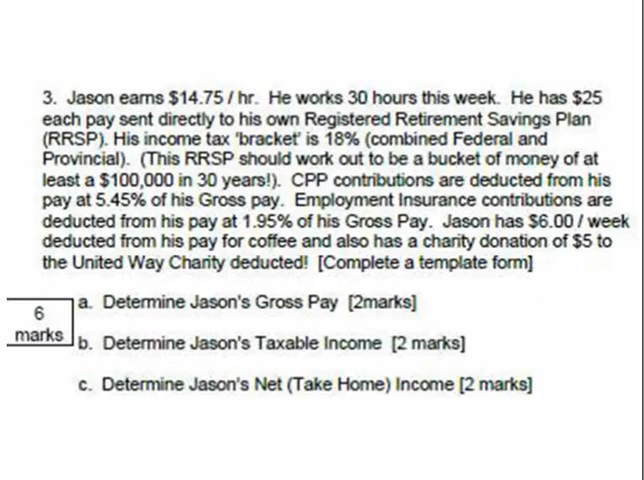 3. Jason earns $14.75 / hr. He works 30 hours this week. He has $25
each pay sent directly to his own Registered Retirement Savings Plan
(RRSP). His income tax 'bracket' is 18% (combined Federal and
Provincial). (This RRSP should work out to be a bucket of money of at
least a $100,000 in 30 years!). CPP contributions are deducted from his
pay at 5.45% of his Gross pay. Employment Insurance contributions are
deducted from his pay at 1.95% of his Gross Pay. Jason has $6.00 / week
deducted from his pay for coffee and also has a charity donation of $5 to
the United Way Charity deducted! [Complete a template form]
6
marks
a. Determine Jason's Gross Pay [2marks]
b. Determine Jason's Taxable Income [2 marks]
c. Determine Jason's Net (Take Home) Income [2 marks]